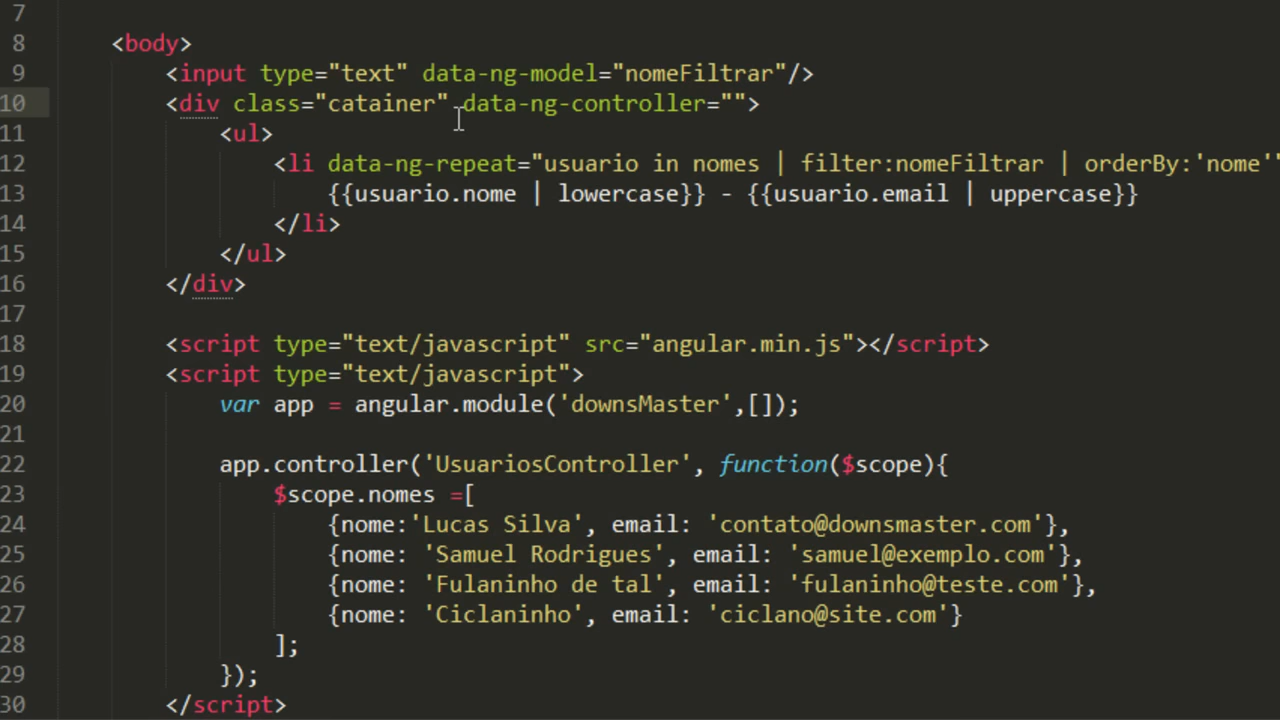 7
8 <body>
9 <input type="text" data-ng-model="nomeFiltrar"/>
10 <div class="catainer" data-ng-controller="">
11 <ul>
12 <li data-ng-repeat="usuario in nomes | filter:nomeFiltrar | orderBy:'nome'"
13 {{usuario.nome | lowercase}} - {{usuario.email | uppercase}}
14 </li>
15 </ul>
16 </div>
17
18 <script type="text/javascript" src="angular.min.js"></script>
19 <script type="text/javascript">
20 var app = angular.module('downsMaster',[]);
21
22 app.controller('UsuariosController', function($scope){
23 $scope.nomes =[
24 {nome:'Lucas Silva', email: 'contato@downsmaster.com'},
25 {nome: 'Samuel Rodrigues', email: 'samuel@exemplo.com'},
26 {nome: 'Fulaninho de tal', email: 'fulaninho@teste.com'},
27 {nome: 'Ciclaninho', email: 'ciclano@site.com'}
28 ];
29 });
30 </script>